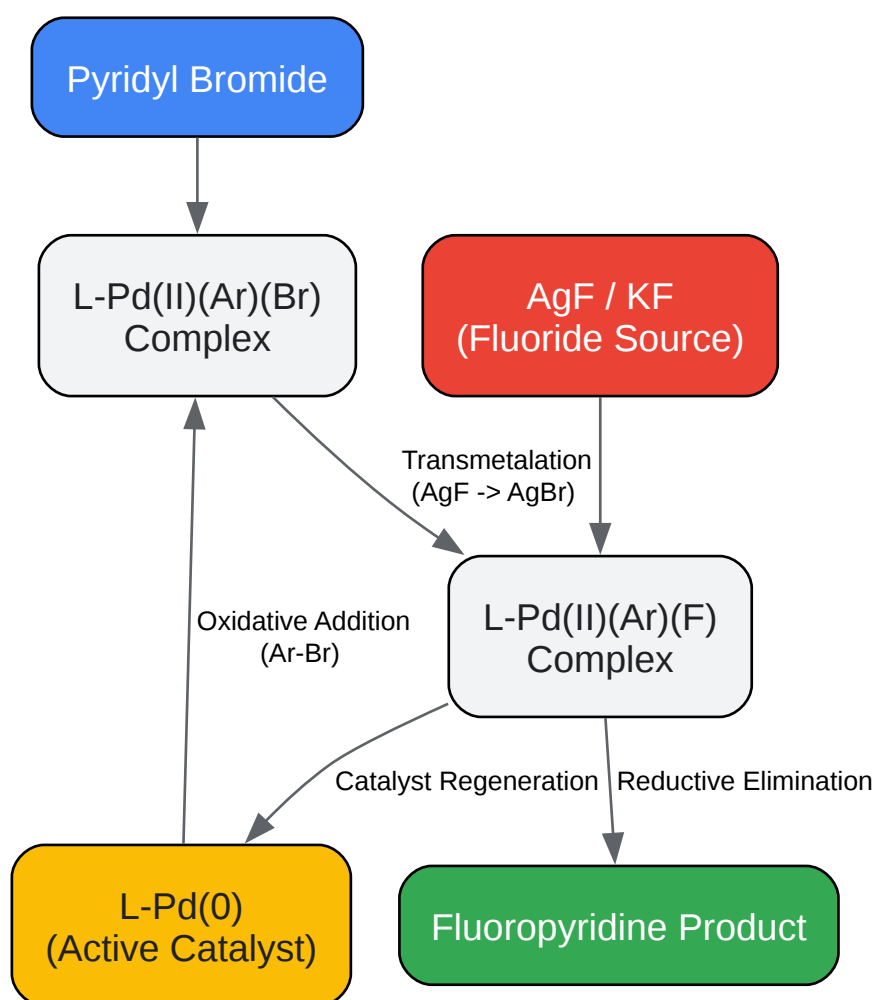 Pyridyl Bromide
L-Pd(II)(Ar)(Br)
Complex
AgF / KF
(Fluoride Source)
Transmetalation
(AgF -> AgBr)
Oxidative Addition
(Ar-Br)
L-Pd(II)(Ar)(F)
Complex
Catalyst Regeneration
Reductive Elimination
L-Pd(0)
(Active Catalyst)
Fluoropyridine Product